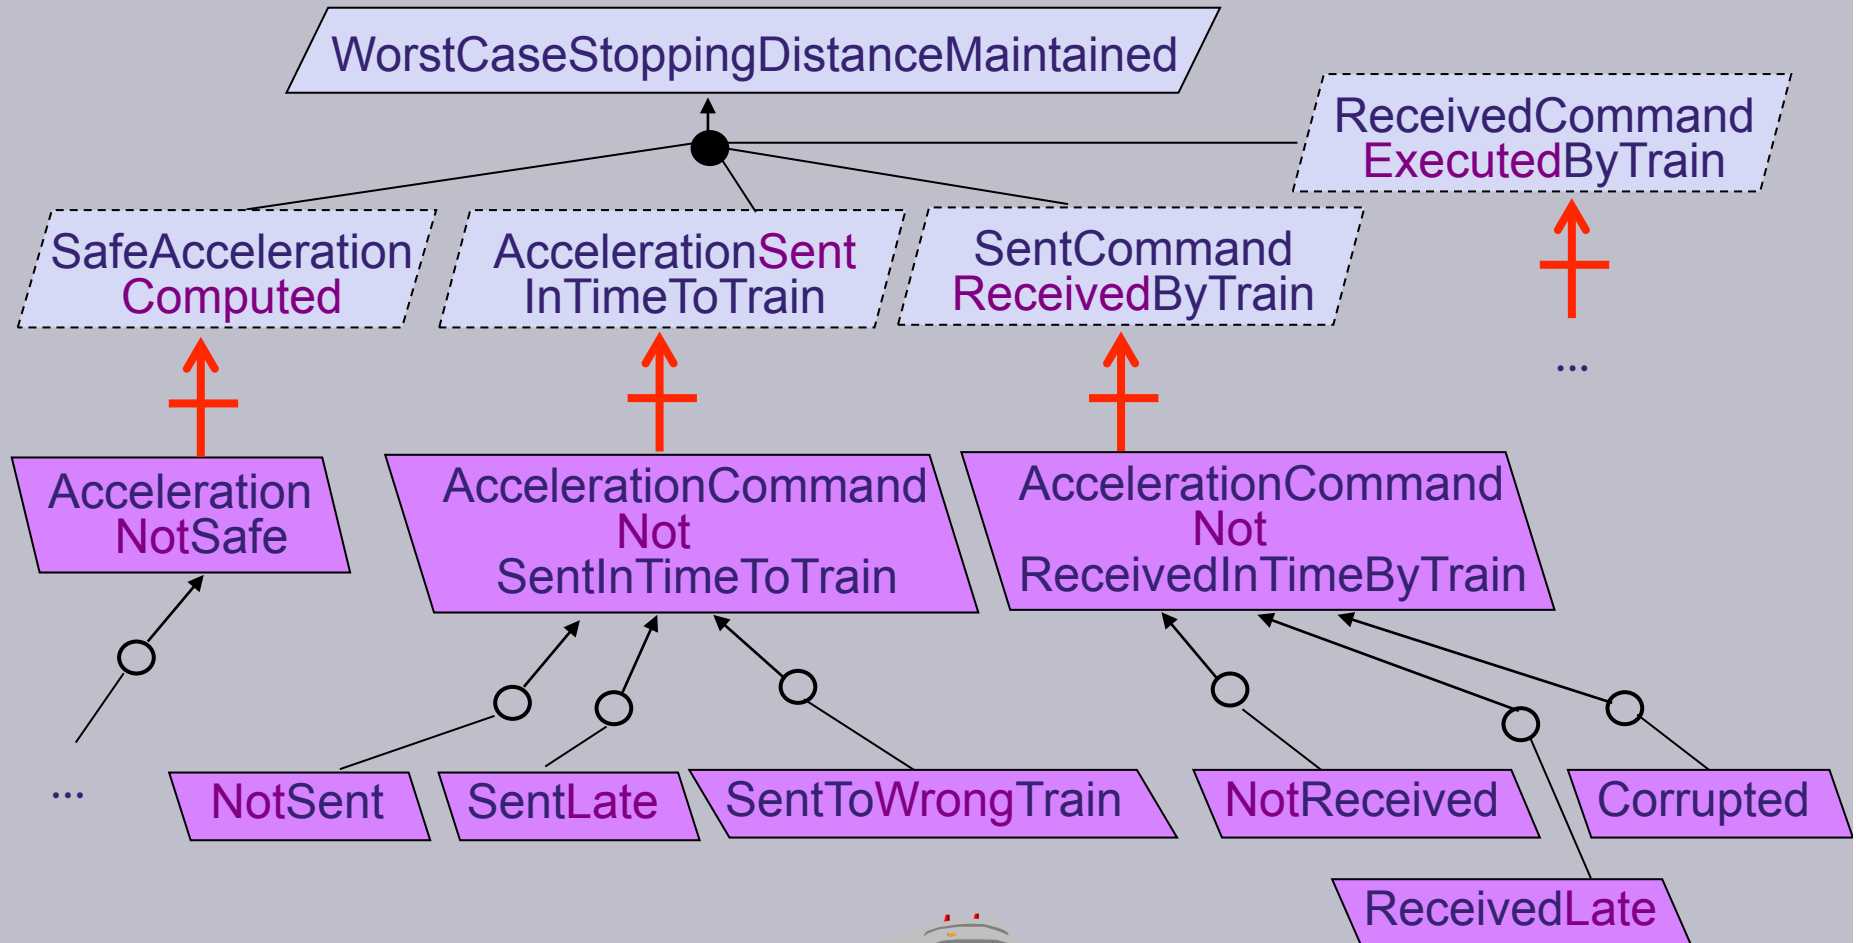 WorstCaseStoppingDistanceMaintained
ReceivedCommand
ExecutedByTrain
SafeAcceleration
Computed
AccelerationSent
InTimeToTrain
SentCommand
ReceivedByTrain
...
Acceleration
NotSafe
AccelerationCommand
Not
SentInTimeToTrain
AccelerationCommand
Not
ReceivedInTimeByTrain
...
NotSent
SentLate
SentToWrongTrain
NotReceived
Corrupted
ReceivedLate